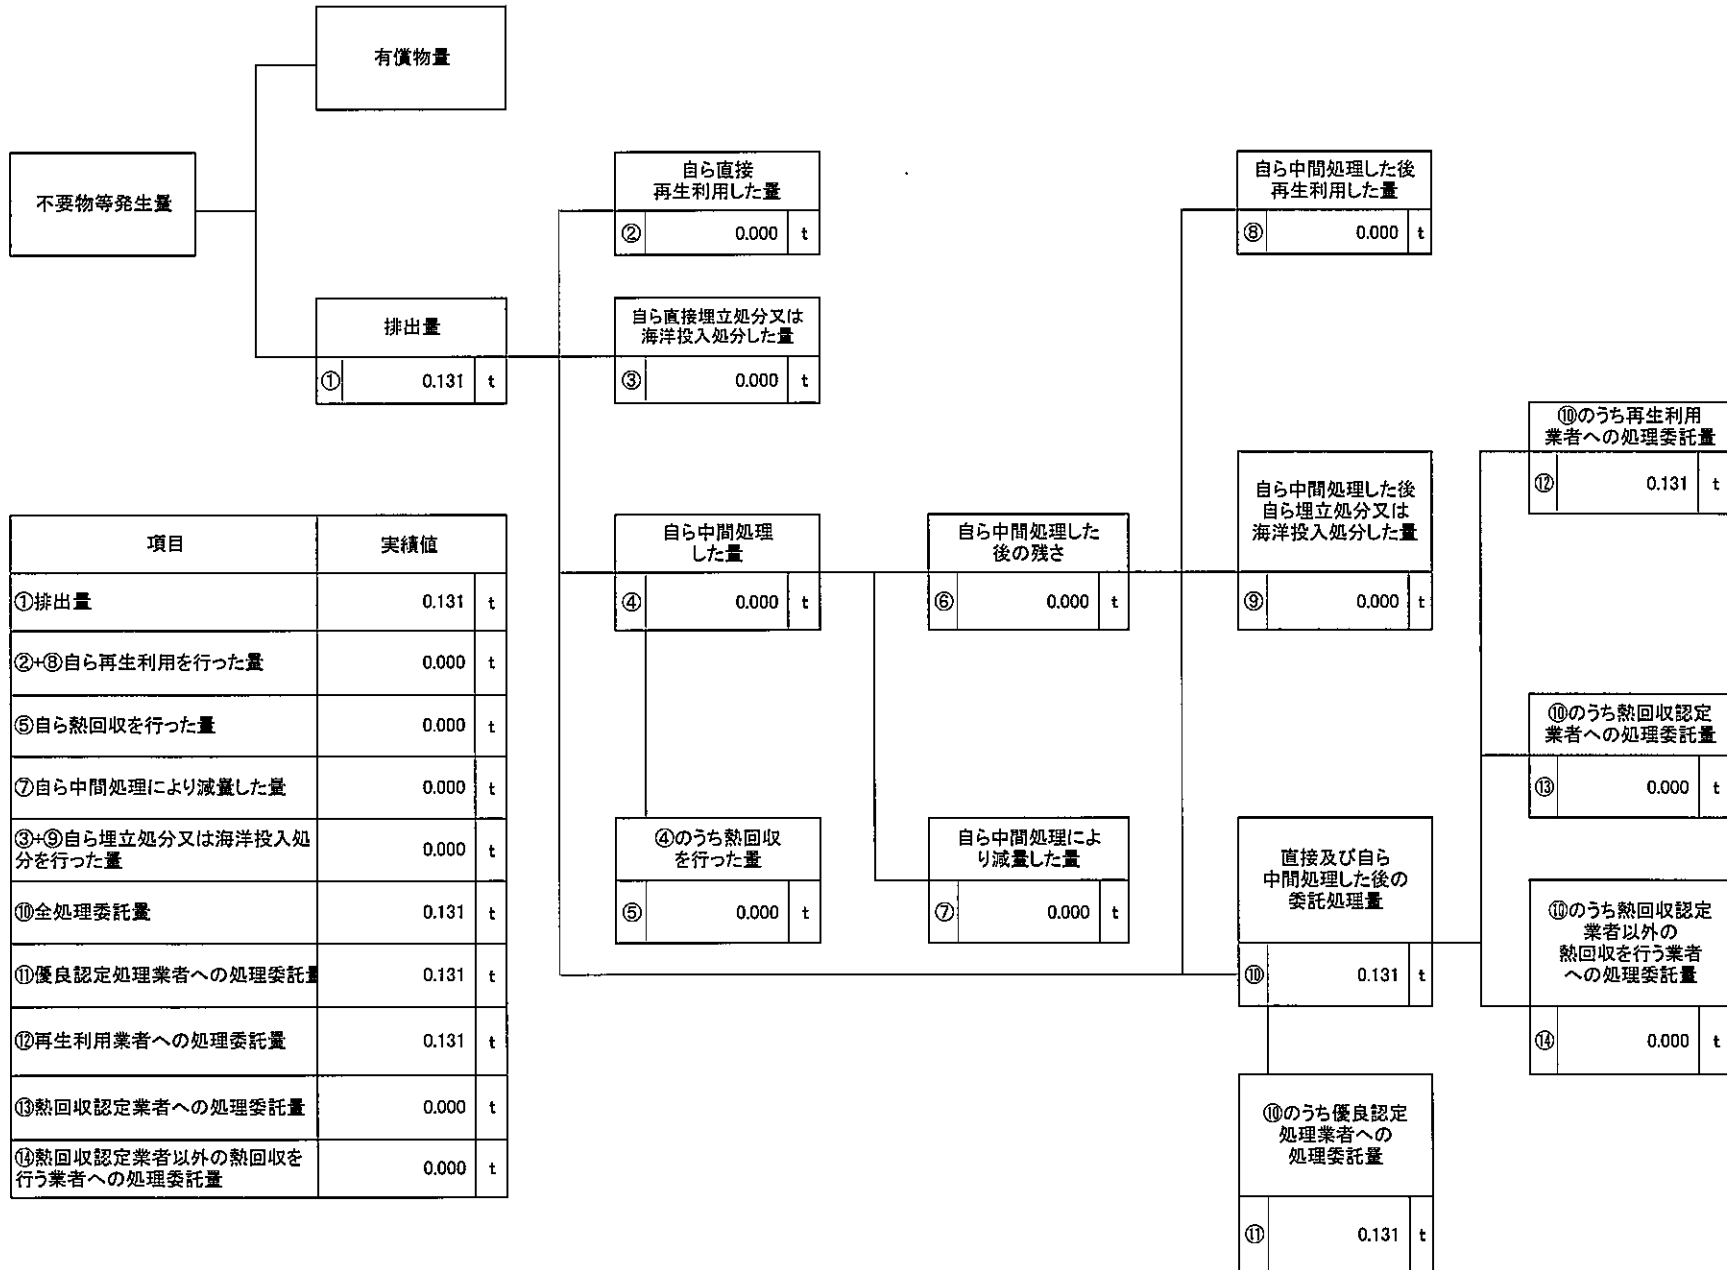 有償物量
不要物等発生量
自ら直接
再生利用した量
② 0.000 t
自ら中間処理した後
再生利用した量
⑧ 0.000 t
排出量
① 0.131 t
自ら直接埋立処分又は
海洋投入処分した量
③ 0.000 t
⑩のうち再生利用
業者への処理委託量
⑫ 0.131 t
自ら中間処理した後
自ら埋立処分又は
海洋投入処分した量
⑨ 0.000 t
自ら中間処理
した量
④ 0.000 t
自ら中間処理した
後の残さ
⑥ 0.000 t
⑩のうち熱回収認定
業者への処理委託量
⑬ 0.000 t
④のうち熱回収
を行った量
⑤ 0.000 t
自ら中間処理によ
り減量した量
⑦ 0.000 t
直接及び自ら
中間処理した後の
委託処理量
⑩ 0.131 t
⑩のうち熱回収認定
業者以外の
熱回収を行う業者
への処理委託量
⑭ 0.000 t
⑩のうち優良認定
処理業者への
処理委託量
⑪ 0.131 t
項目 実績値
①排出量 0.131 t
②+⑧自ら再生利用を行った量 0.000 t
⑤自ら熱回収を行った量 0.000 t
⑦自ら中間処理により減量した量 0.000 t
③+⑨自ら埋立処分又は海洋投入処
分を行った量 0.000 t
⑩全処理委託量 0.131 t
⑪優良認定処理業者への処理委託量 0.131 t
⑫再生利用業者への処理委託量 0.131 t
⑬熱回収認定業者への処理委託量 0.000 t
⑭熱回収認定業者以外の熱回収を
行う業者への処理委託量 0.000 t